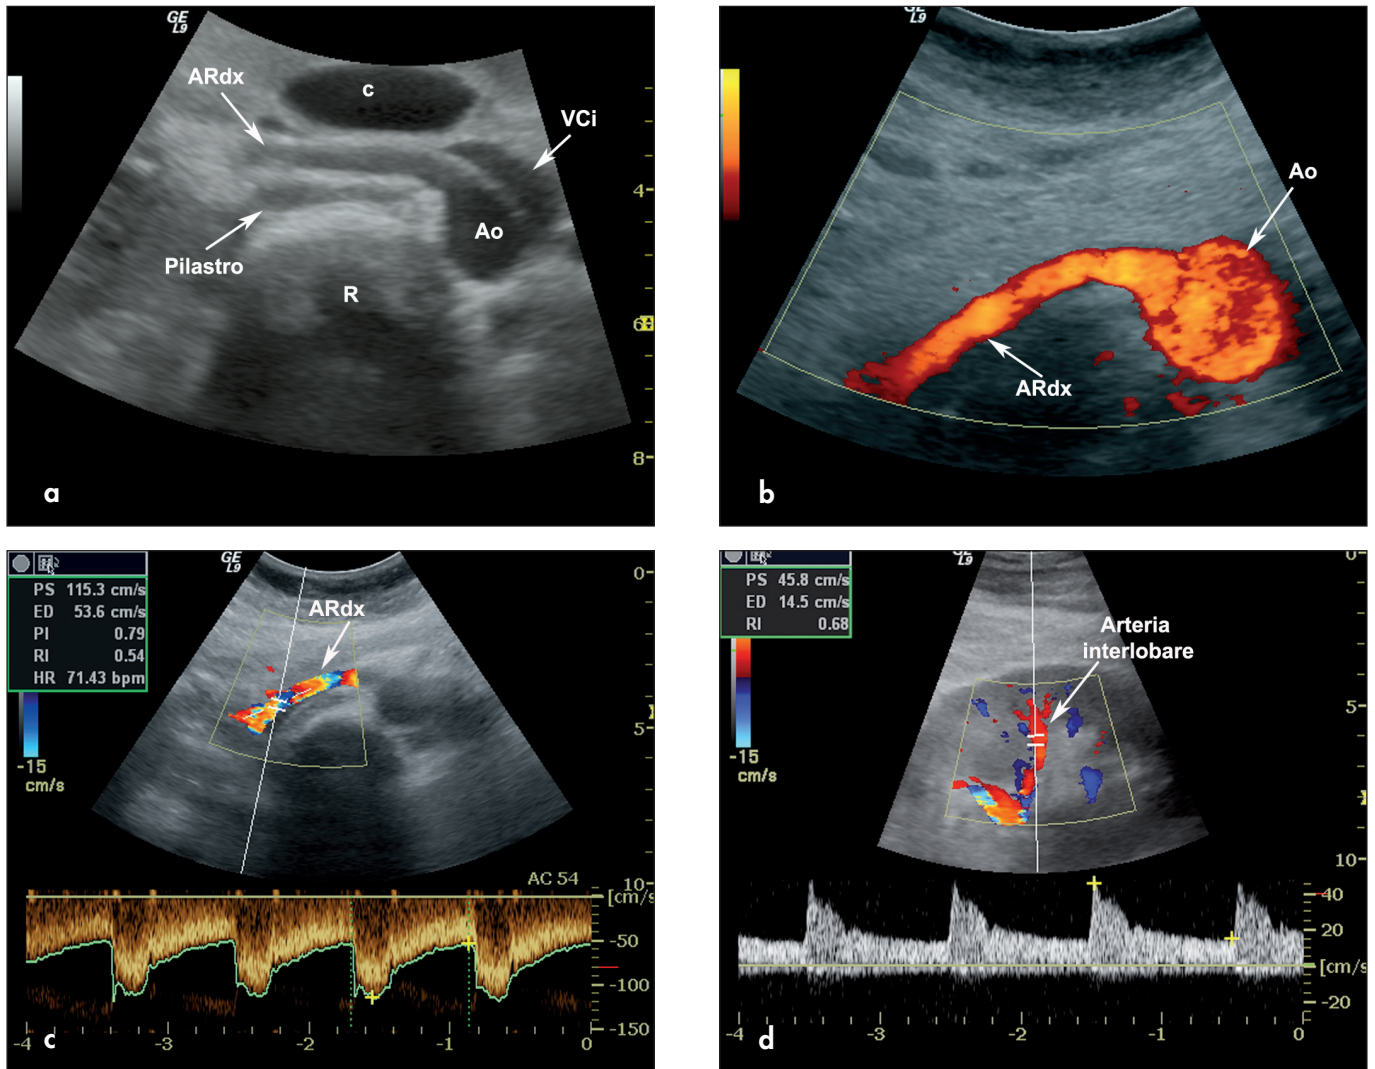 GE
L9
ARdx
c
VCi
4
Ao
Pilastro
R
6
8
a
GE
L9
Ao
ARdx
b
PS 115.3 cm/s
ED 53.6 cm/s
PI 0.79
RI 0.54
HR 71.43 bpm
GE
L9
0
ARdx
5
-15
cm/s
AC 54
10
[cm/s
-50
-100
-150
-4 -3 -2 -1 0
c
PS 45.8 cm/s
ED 14.5 cm/s
RI 0.68
GE
L9
0
Arteria
interlobare
5
-15
cm/s
10
40
20
[cm/s
-20
-4 -3 -2 -1 0
d